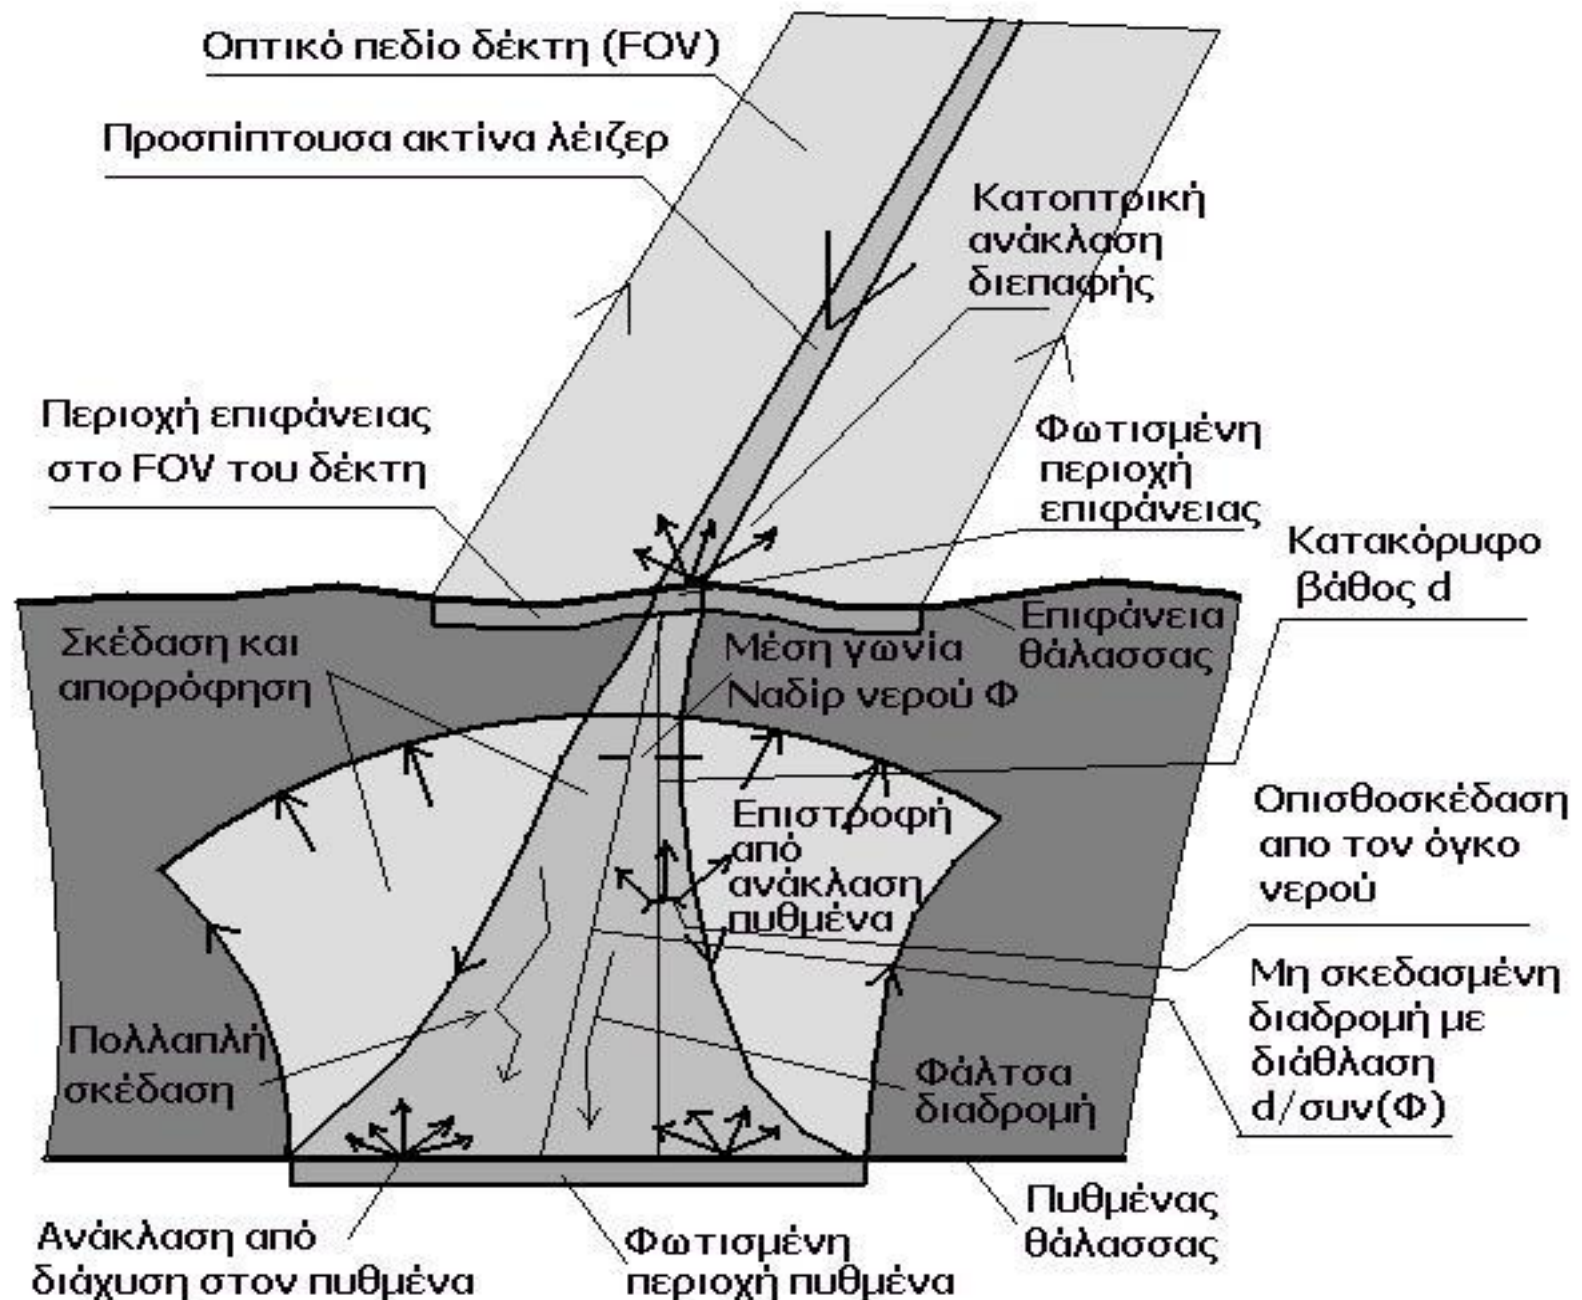 Οπτικό πεδίο δέκτη (FOV)
Προσπίπτουσα ακτίνα λέιζερ
Κατοπτρική
ανάκλαση
διεπαφής
Περιοχή επιφάνειας
στο FOV του δέκτη
Φωτισμένη
περιοχή
επιφάνειας
Κατακόρυφο
βάθος d
Σκέδαση και
απορρόφηση
Μέση γωνία
Ναδίρ νερού Φ
Επιφάνεια
θάλασσας
Επιστροφή
από
ανάκλαση
πυθμένα
Οπισθοσκέδαση
απο τον όγκο
νερού
Μη σκεδασμένη
διαδρομή με
διάθλαση
d/συν(Φ)
Πολλαπλή
σκέδαση
Φάλτσα
διαδρομή
Πυθμένας
θάλασσας
Ανάκλαση από
διάχυση στον πυθμένα
Φωτισμένη
περιοχή πυθμένα